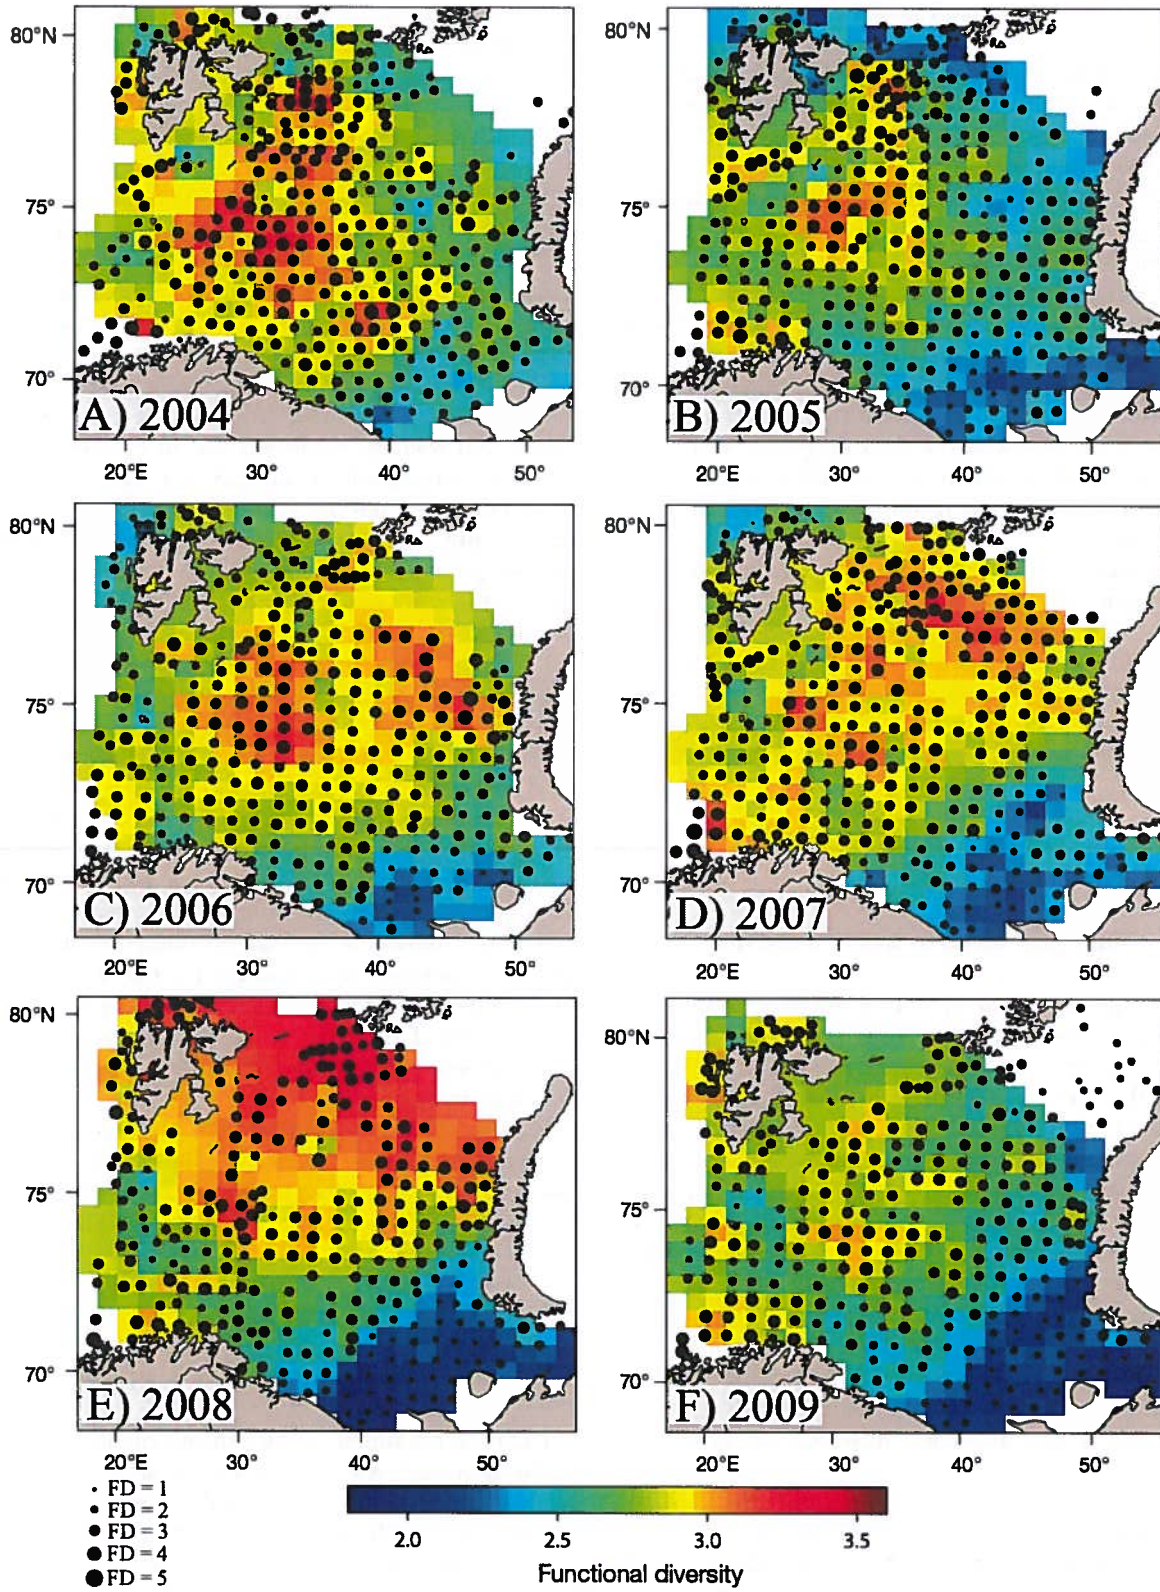 80°N
75°
70°
A) 2004
20°E 30° 40° 50°
80°N
75°
70°
B) 2005
20°E 30° 40° 50°
80°N
75°
70°
C) 2006
20°E 30° 40° 50°
80°N
75°
70°
D) 2007
20°E 30° 40° 50°
80°N
75°
70°
E) 2008
20°E 30° 40° 50°
80°N
75°
70°
F) 2009
20°E 30° 40° 50°
FD = 1
FD = 2
FD = 3
FD = 4
FD = 5
2.0 2.5 3.0 3.5
Functional diversity